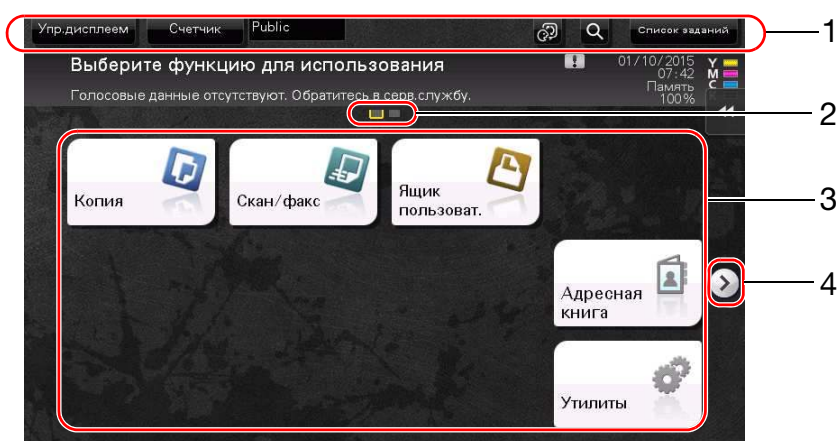 Упр.дисплеем Счетчик Public Список заданий 1
Выберите функцию для использования
01/10/2015 Y
07:42 M
Память C
100%
Голосовые данные отсутствуют. Обратитесь в серв.службу.
2
Копия
Скан/факс
Ящик
пользоват.
3
Адресная
книга
4
Утилиты